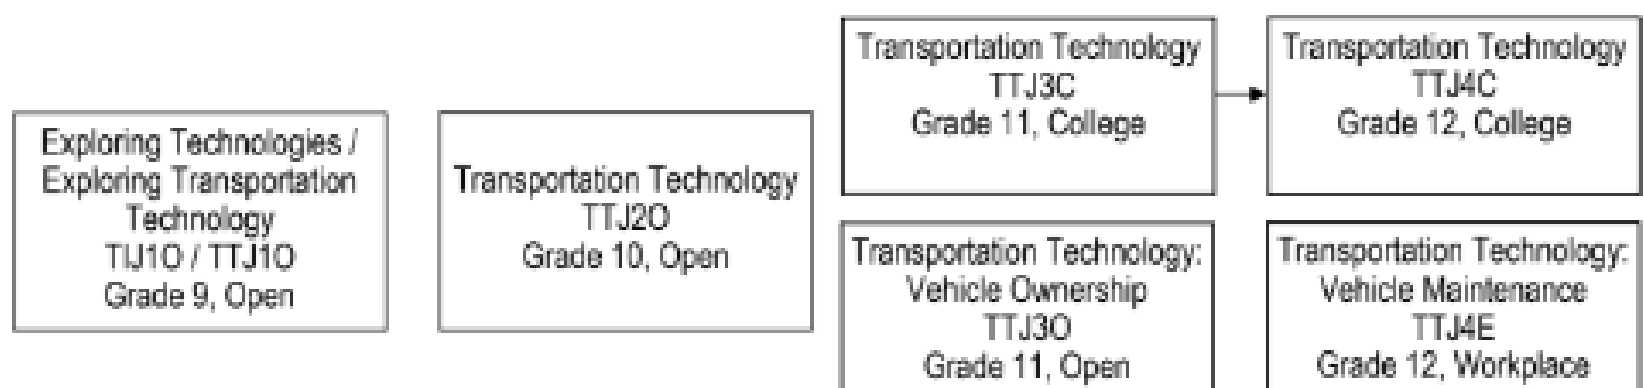 Exploring Technologies /
Exploring Transportation
Technology
TIJ1O / TTJ1O
Grade 9, Open
Transportation Technology
TTJ2O
Grade 10, Open
Transportation Technology
TTJ3C
Grade 11, College
Transportation Technology
TTJ4C
Grade 12, College
Transportation Technology:
Vehicle Ownership
TTJ3O
Grade 11, Open
Transportation Technology:
Vehicle Maintenance
TTJ4E
Grade 12, Workplace